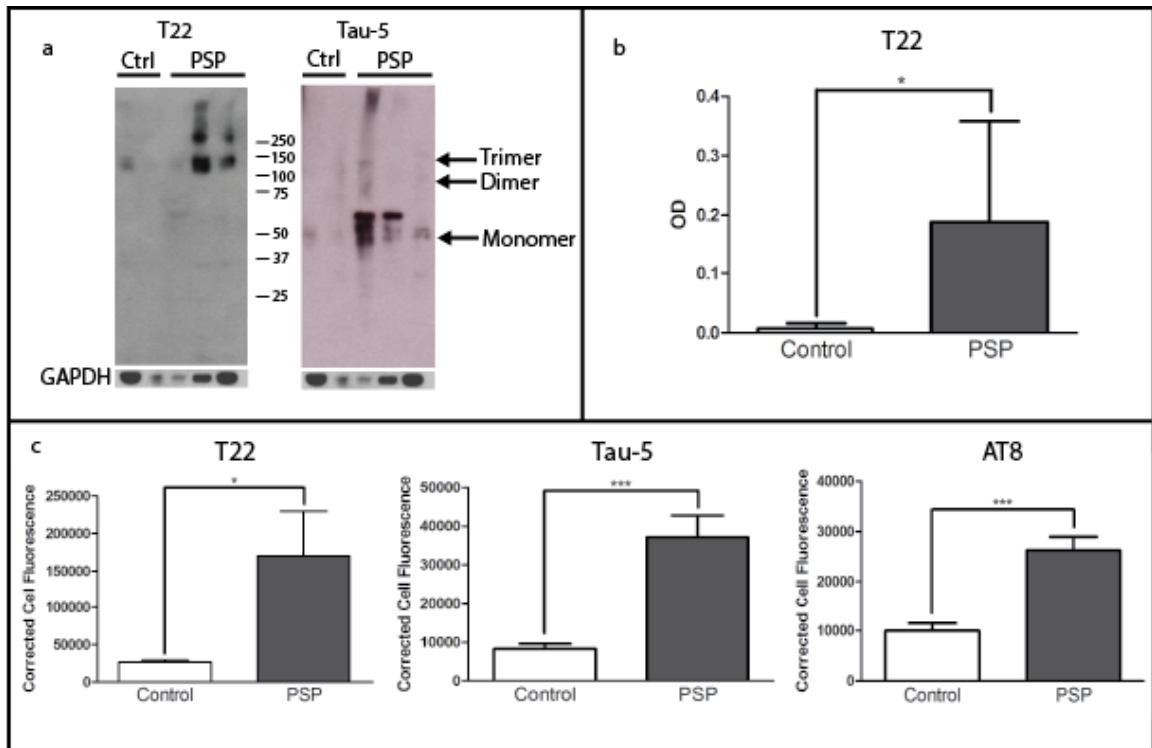 a
T22
Tau-5
Ctrl
PSP
Ctrl
PSP
250
150
100
75
50
37
25
Trimer
Dimer
Monomer
GAPDH
b
T22
*
0.4
0.3
0.2
0.1
0.0
OD
Control
PSP
c
T22
*
250000
200000
150000
100000
50000
0
Corrected Cel Fluorescence
Control
PSP
Tau-5
***
50000
40000
30000
20000
10000
0
Corrected Cell Fluorescence
Control
PSP
AT8
***
40000
30000
20000
10000
0
Corrected Cell Fluorescence
Control
PSP